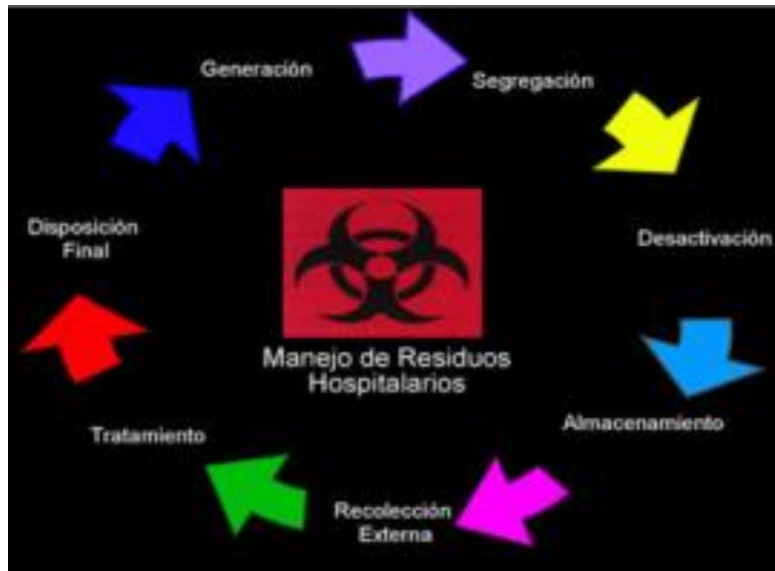 Generación
Segregación
Desactivación
Almacenamiento
Recolección
Externa
Tratamiento
Disposición
Final
Manejo de Residuos
Hospitalarios